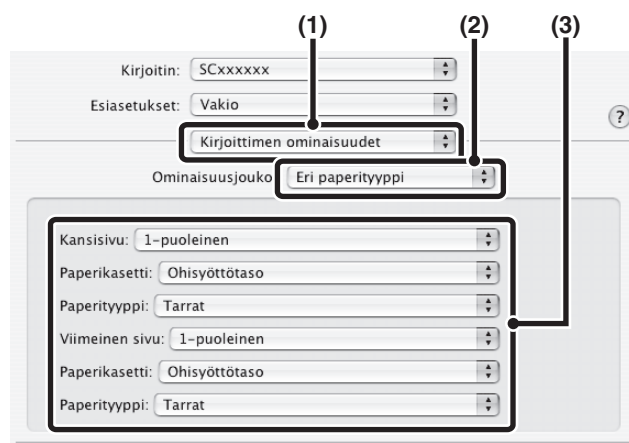 (1) (2) (3)
Kirjoitin: SCxxxxxx
Esiasetukset: Vakio
?
Kirjoittimen ominaisuudet
Ominaisuusjouko Eri paperityyppi
Kansisivu: 1-puoleinen
Paperikasetti: Ohisyöttötaso
Paperityyppi: Tarrat
Viimeinen sivu: 1-puoleinen
Paperikasetti: Ohisyöttötaso
Paperityyppi: Tarrat